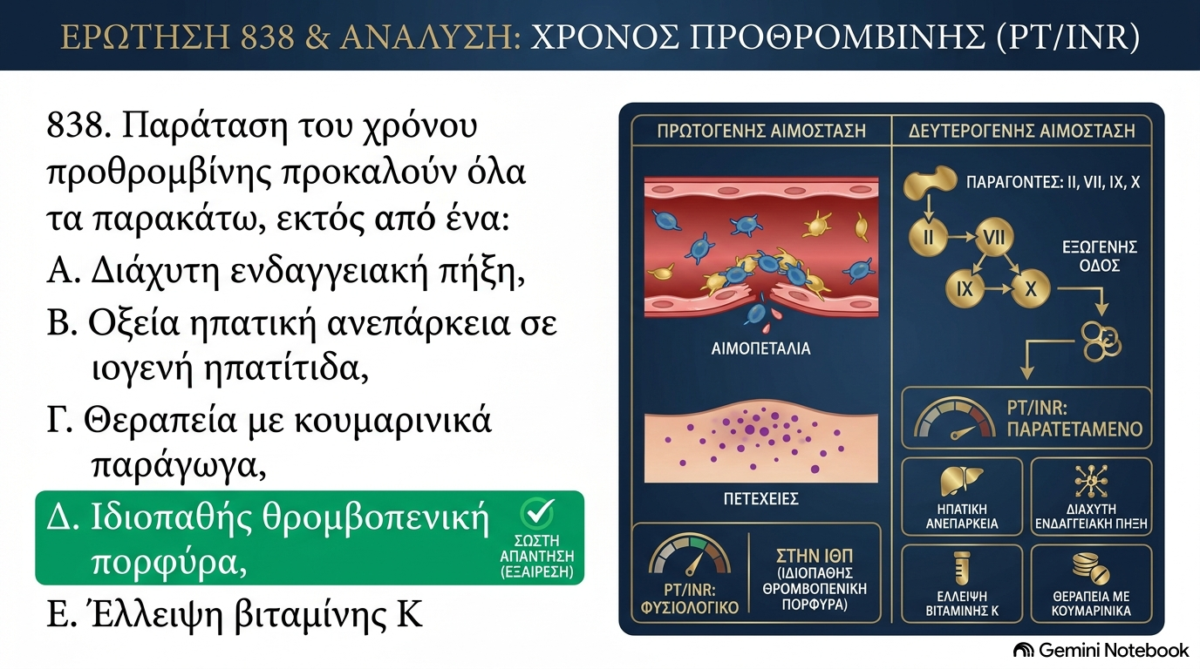 ΕΡΩΤΗΣΗ 838 & ΑΝΑΛΥΣΗ: ΧΡΟΝΟΣ ΠΡΟΘΡΟΜΒΙΝΗΣ (PT/INR)
838. Παράταση του χρόνου
προθρομβίνης προκαλούν όλα
τα παρακάτω, εκτός από ένα:
Α. Διάχυτη ενδαγγειακή πήξη,
Β. Οξεία ηπατική ανεπάρκεια σε
ιογενή ηπατίτιδα,
Γ. Θεραπεία με κουμαρινικά
παράγωγα,
Δ. Ιδιοπαθής θρομβοπενική
πορφύρα,
ΣΩΣΤΗ
ΑΠΑΝΤΗΣΗ
(ΕΞΑΙΡΕΣΗ)
Ε. Έλλειψη βιταμίνης Κ
ΠΡΩΤΟΓΕΝΗΣ ΑΙΜΟΣΤΑΣΗ
ΑΙΜΟΠΕΤΑΛΙΑ
ΠΕΤΕΧΕΙΕΣ
PT/INR:
ΦΥΣΙΟΛΟΓΙΚΟ
ΣΤΗΝ ΙΘΠ
(ΙΔΙΟΠΑΘΗΣ
ΘΡΟΜΒΟΠΕΝΙΚΗ
ΠΟΡΦΥΡΑ)
ΔΕΥΤΕΡΟΓΕΝΗΣ ΑΙΜΟΣΤΑΣΗ
ΠΑΡΑΓΟΝΤΕΣ: II, VII, IX, X
II
VII
IX
X
ΕΞΩΓΕΝΗΣ
ΟΔΟΣ
PT/INR:
ΠΑΡΑΤΕΤΑΜΕΝΟ
ΗΠΑΤΙΚΗ
ΑΝΕΠΑΡΚΕΙΑ
ΔΙΑΧΥΤΗ
ΕΝΔΑΓΓΕΙΑΚΗ ΠΗΞΗ
ΕΛΛΕΙΨΗ
ΒΙΤΑΜΙΝΗΣ Κ
ΘΕΡΑΠΕΙΑ ΜΕ
ΚΟΥΜΑΡΙΝΙΚΑ
Gemini Notebook